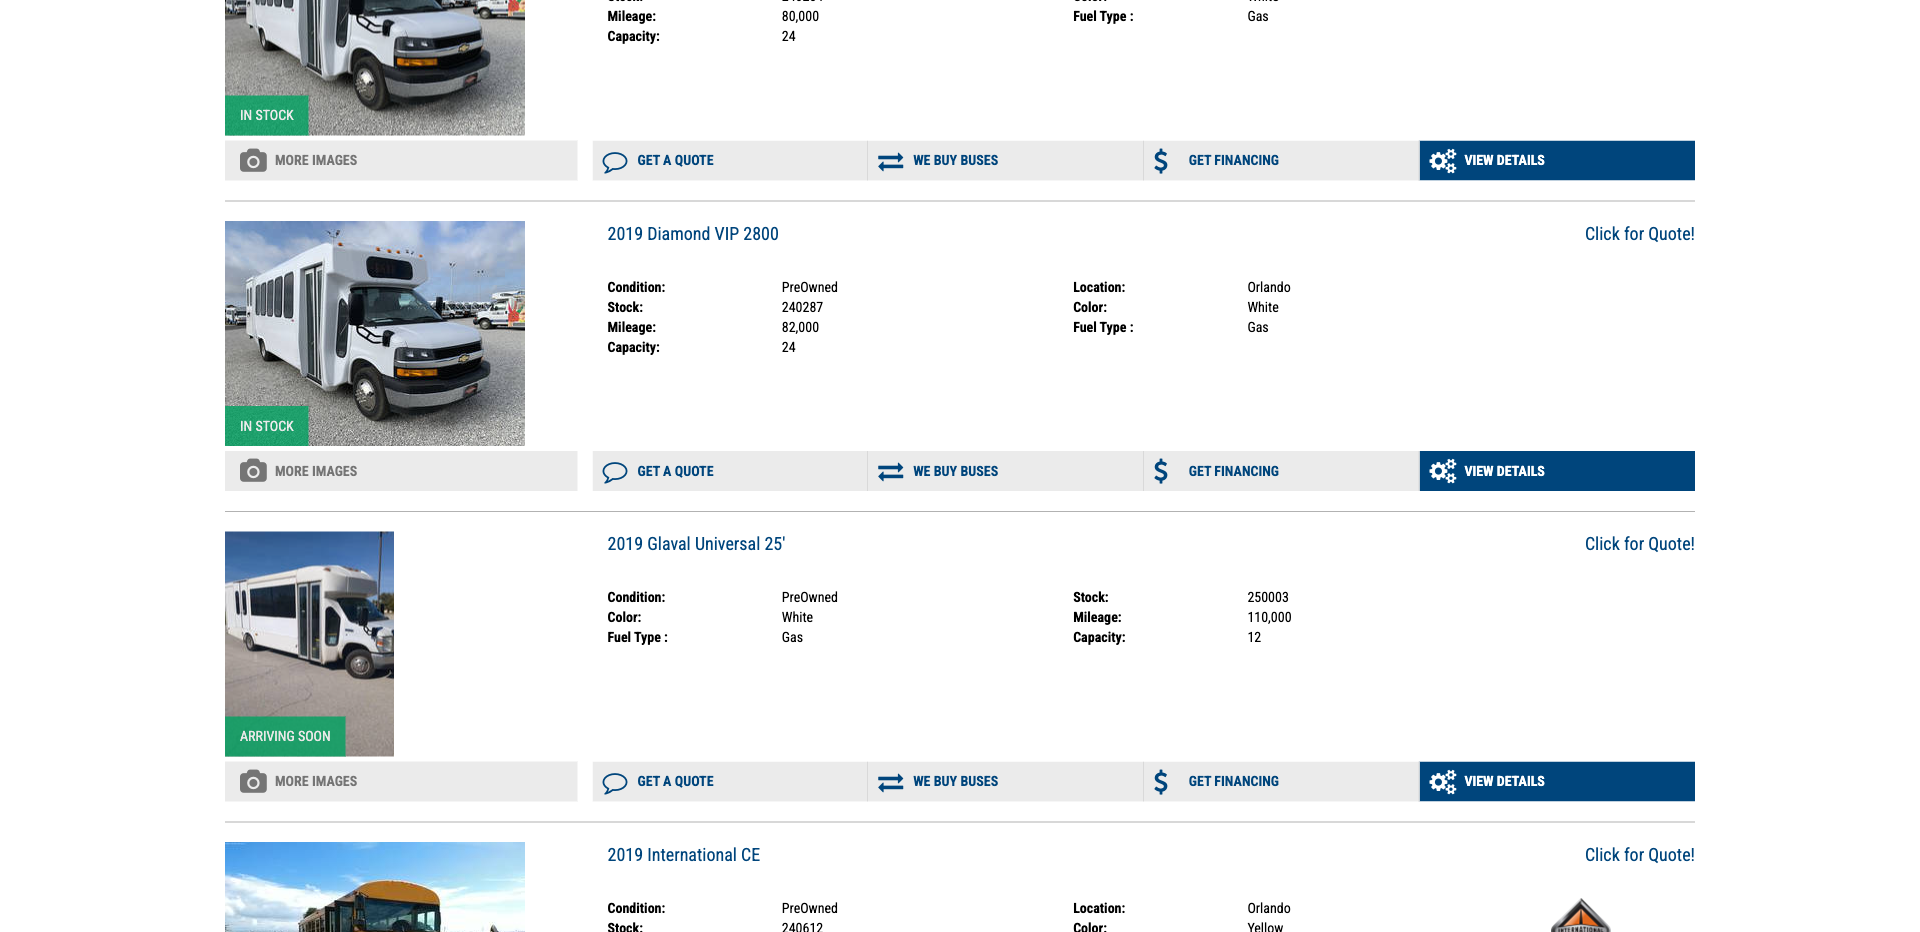 Mileage: 80,000 Fuel Type : Gas
Capacity: 24
IN STOCK
MORE IMAGES GET A QUOTE WE BUY BUSES GET FINANCING VIEW DETAILS
2019 Diamond VIP 2800 Click for Quote!
Condition: PreOwned Location: Orlando
Stock: 240287 Color: White
Mileage: 82,000 Fuel Type : Gas
Capacity: 24
IN STOCK
MORE IMAGES GET A QUOTE WE BUY BUSES GET FINANCING VIEW DETAILS
2019 Glaval Universal 25' Click for Quote!
Condition: PreOwned Stock: 250003
Color: White Mileage: 110,000
Fuel Type : Gas Capacity: 12
ARRIVING SOON
MORE IMAGES GET A QUOTE WE BUY BUSES GET FINANCING VIEW DETAILS
2019 International CE Click for Quote!
Condition: PreOwned Location: Orlando
Stock: 240612 Color: Yellow
INTERNATIONAL